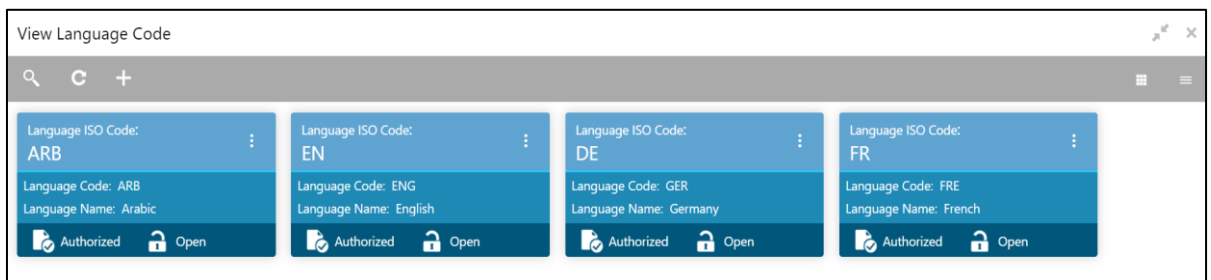 View Language Code
Language ISO Code:
ARB
Language Code: ARB
Language Name: Arabic
Authorized Open
Language ISO Code:
EN
Language Code: ENG
Language Name: English
Authorized Open
Language ISO Code:
DE
Language Code: GER
Language Name: Germany
Authorized Open
Language ISO Code:
FR
Language Code: FRE
Language Name: French
Authorized Open